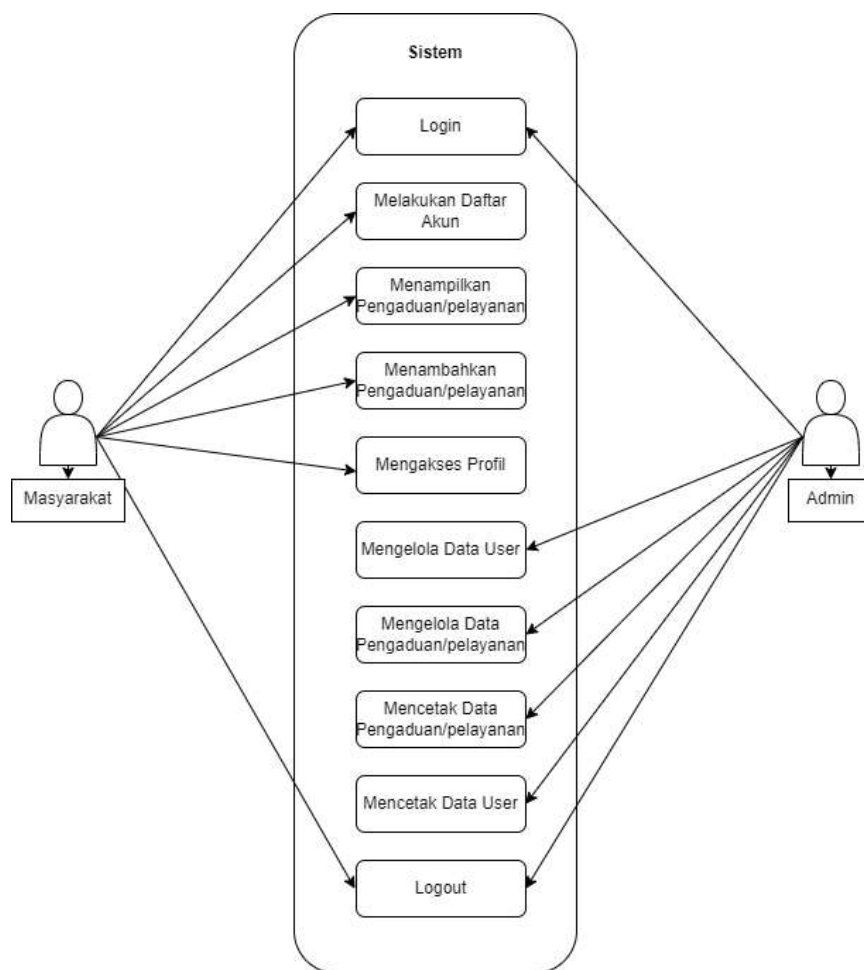 Sistem
Login
Melakukan Daftar
Akun
Menampilkan
Pengaduan/pelayanan
Menambahkan
Pengaduan/pelayanan
Mengakses Profil
Masyarakat
Admin
Mengelola Data User
Mengelola Data
Pengaduan/pelayanan
Mencetak Data
Pengaduan/pelayanan
Mencetak Data User
Logout